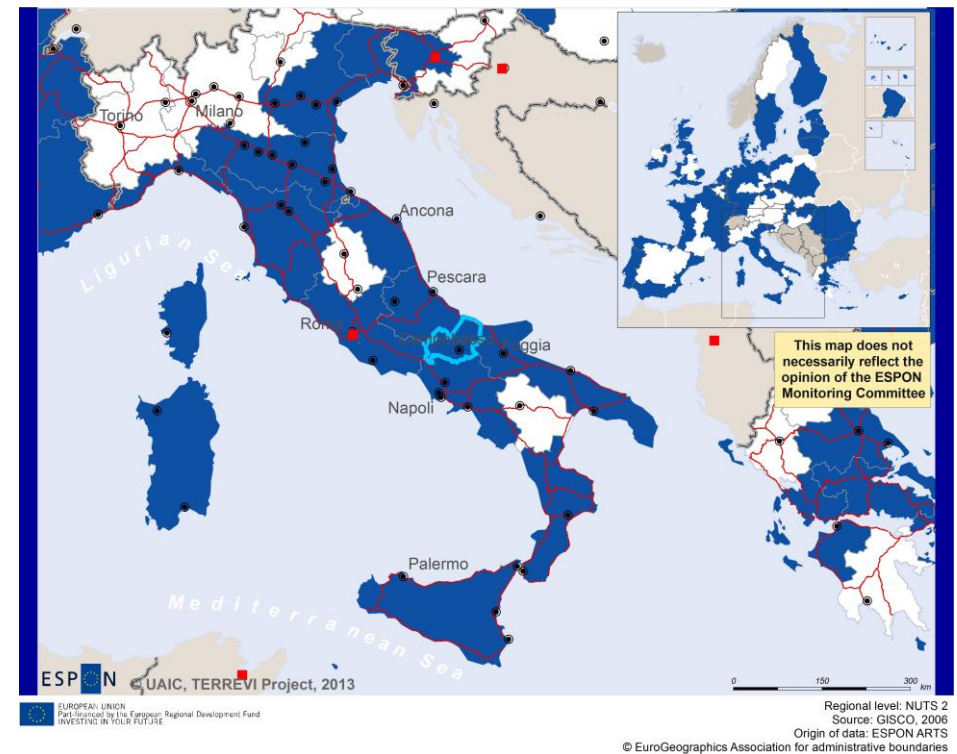 Torino
Milano
Ancona
Ligurian Sea
Pescara
Roma
Foggia
This map does not
necessarily reflect the
opinion of the ESPON
Monitoring Committee
Napoli
Palermo
Mediterranean Sea
ESPON
© UAIC, TERREVI Project, 2013
0 150 300
km
EUROPEAN UNION
Part-financed by the European Regional Development Fund
INVESTING IN YOUR FUTURE
Regional level: NUTS 2
Source: GISCO, 2006
Origin of data: ESPON ARTS
© EuroGeographics Association for administrative boundaries